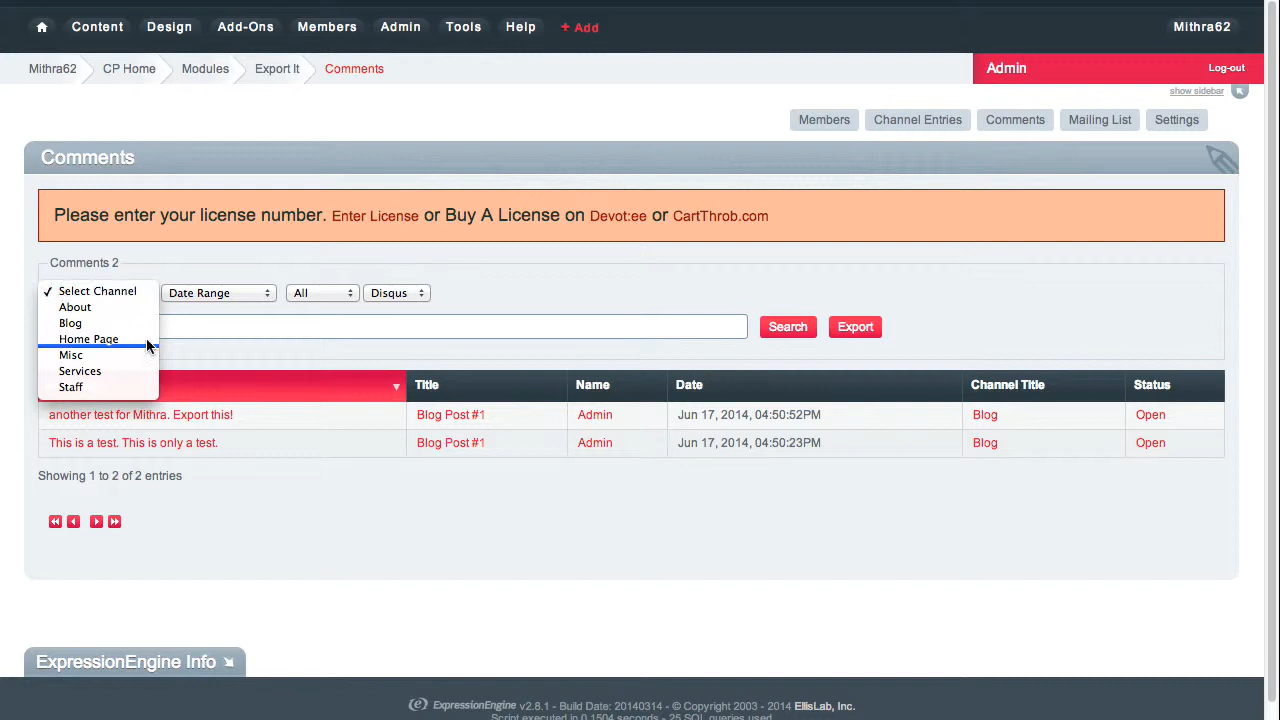 Content Design Add-Ons Members Admin Tools Help + Add Mithra62
Mithra62 CP Home Modules Export It Comments Admin Log-out
show sidebar
Members Channel Entries Comments Mailing List Settings
Comments
Please enter your license number. Enter License or Buy A License on Devot:ee or CartThrob.com
Comments 2
✓ Select Channel Date Range All Disqus
About
Blog
Home Page
Misc
Services
Staff
Search Export
Title Name Date Channel Title Status
another test for Mithra. Export this! Blog Post #1 Admin Jun 17, 2014, 04:50:52PM Blog Open
This is a test. This is only a test. Blog Post #1 Admin Jun 17, 2014, 04:50:23PM Blog Open
Showing 1 to 2 of 2 entries
ExpressionEngine Info
ExpressionEngine v2.8.1 - Build Date: 20140314 - © Copyright 2003 - 2014 EllisLab, Inc.
Script executed in 0.1504 seconds - 25 SQL queries used